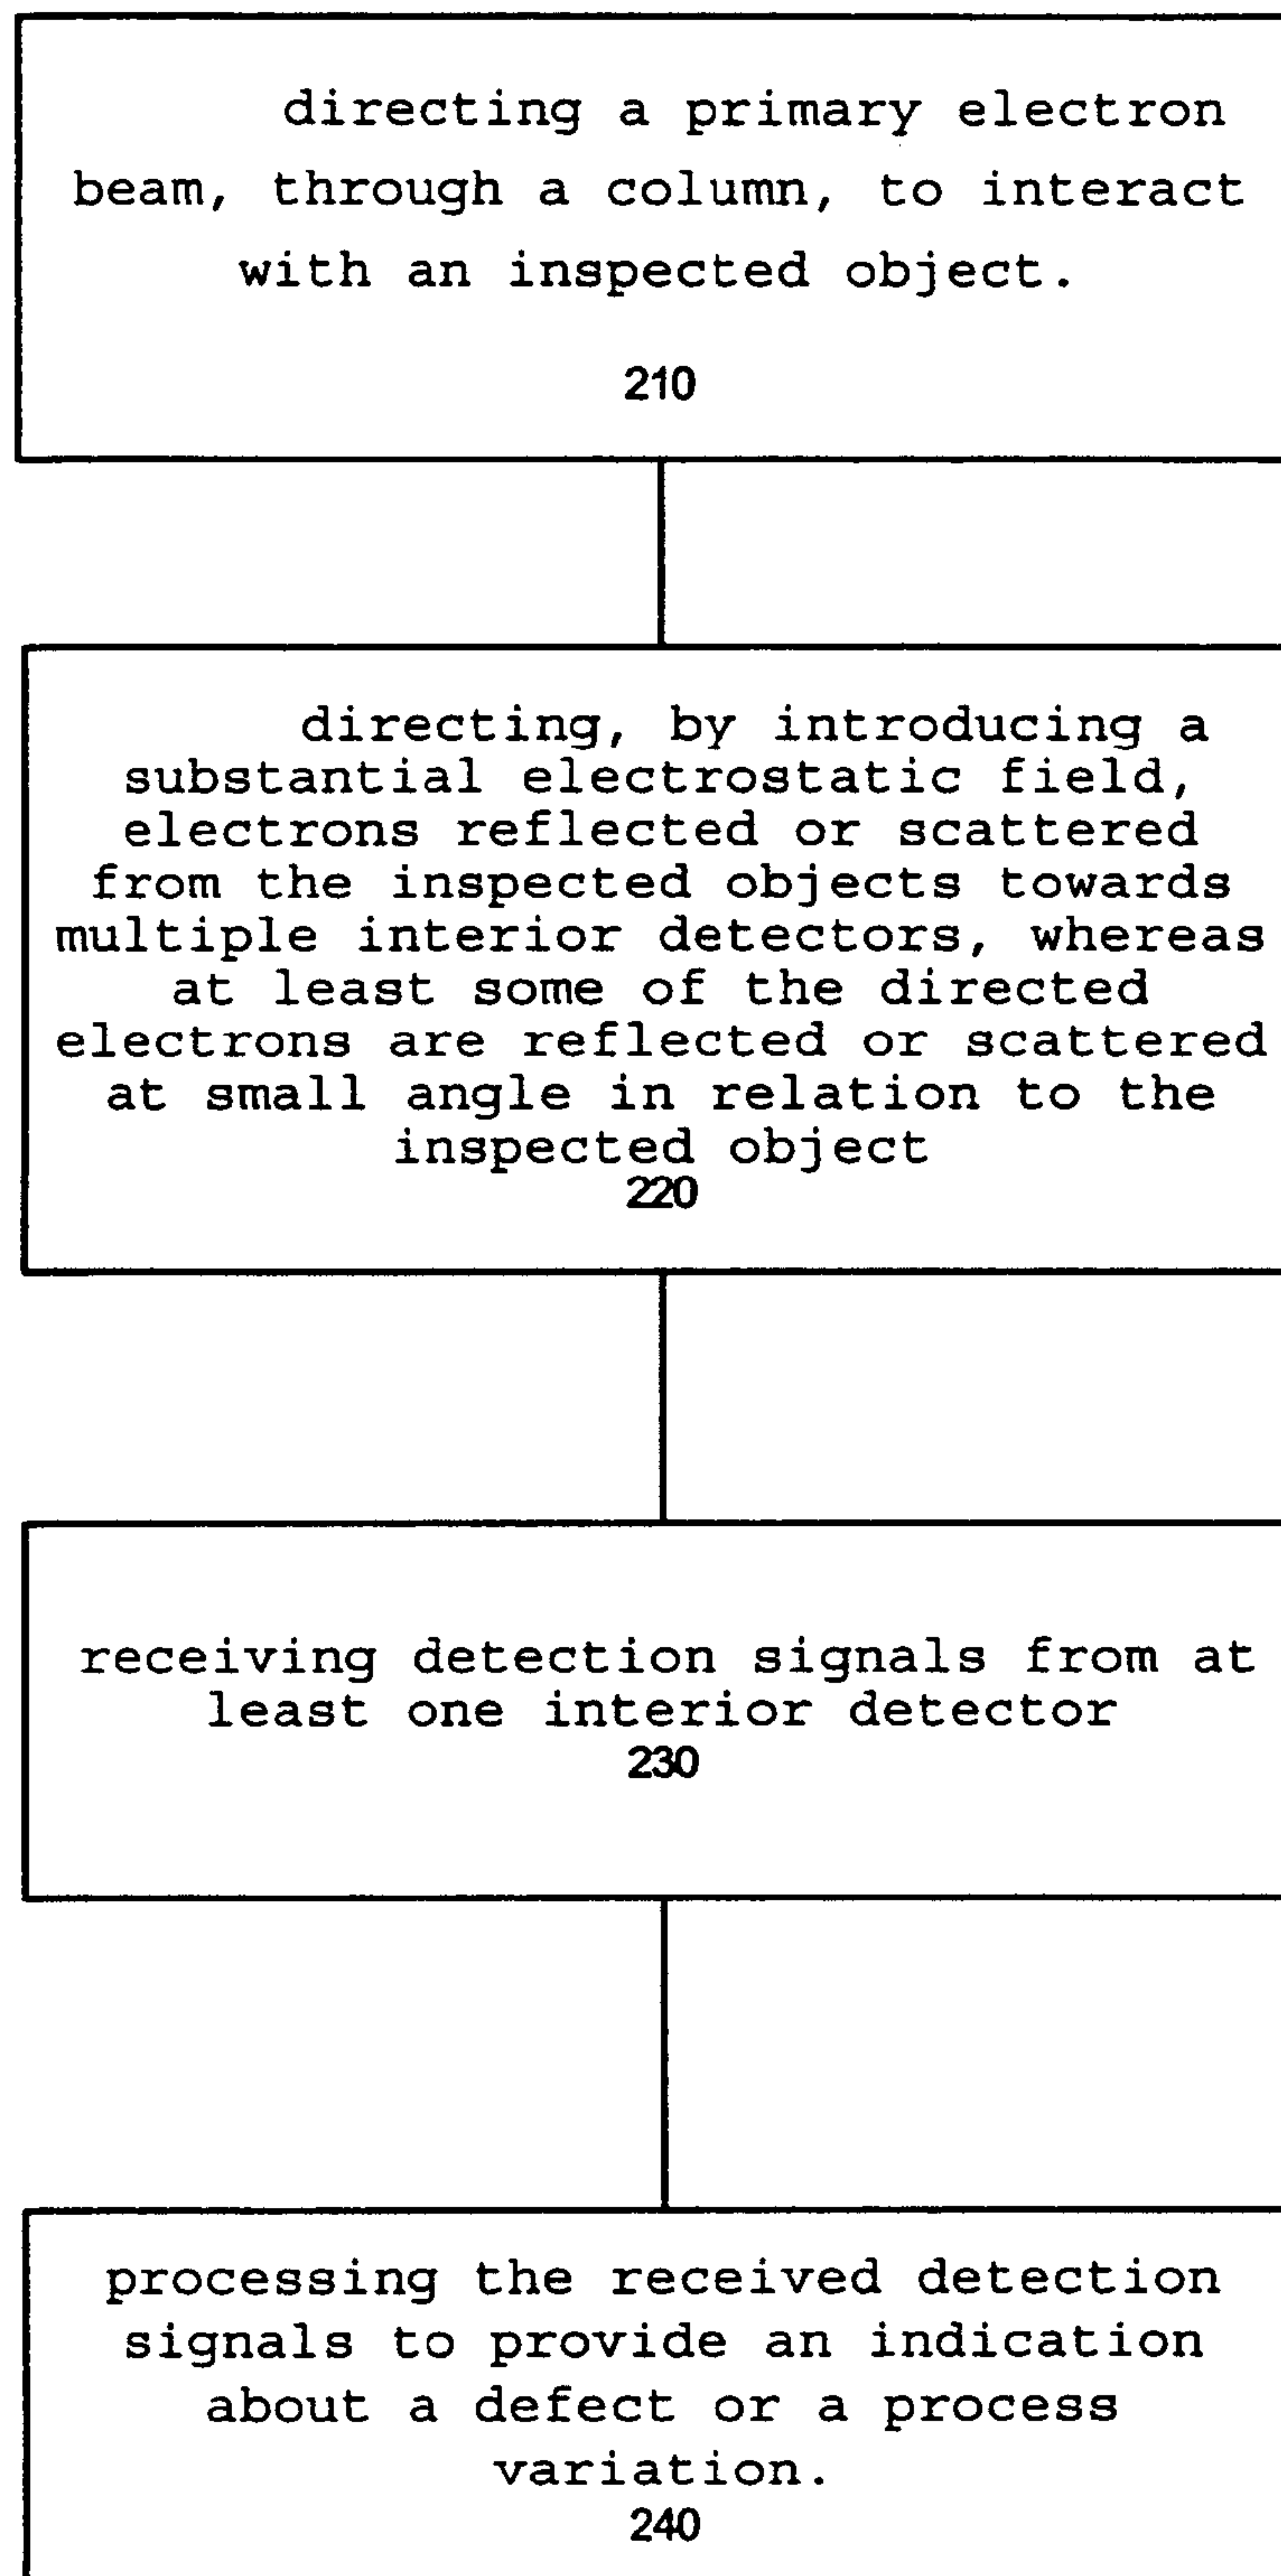 directing a primary electron
beam, through a column, to interact
with an inspected object.
210
directing, by introducing a
substantial electrostatic field,
electrons reflected or scattered
from the inspected objects towards
multiple interior detectors, whereas
at least some of the directed
electrons are reflected or scattered
at small angle in relation to the
inspected object
220
receiving detection signals from at
least one interior detector
230
processing the received detection
signals to provide an indication
about a defect or a process
variation.
240